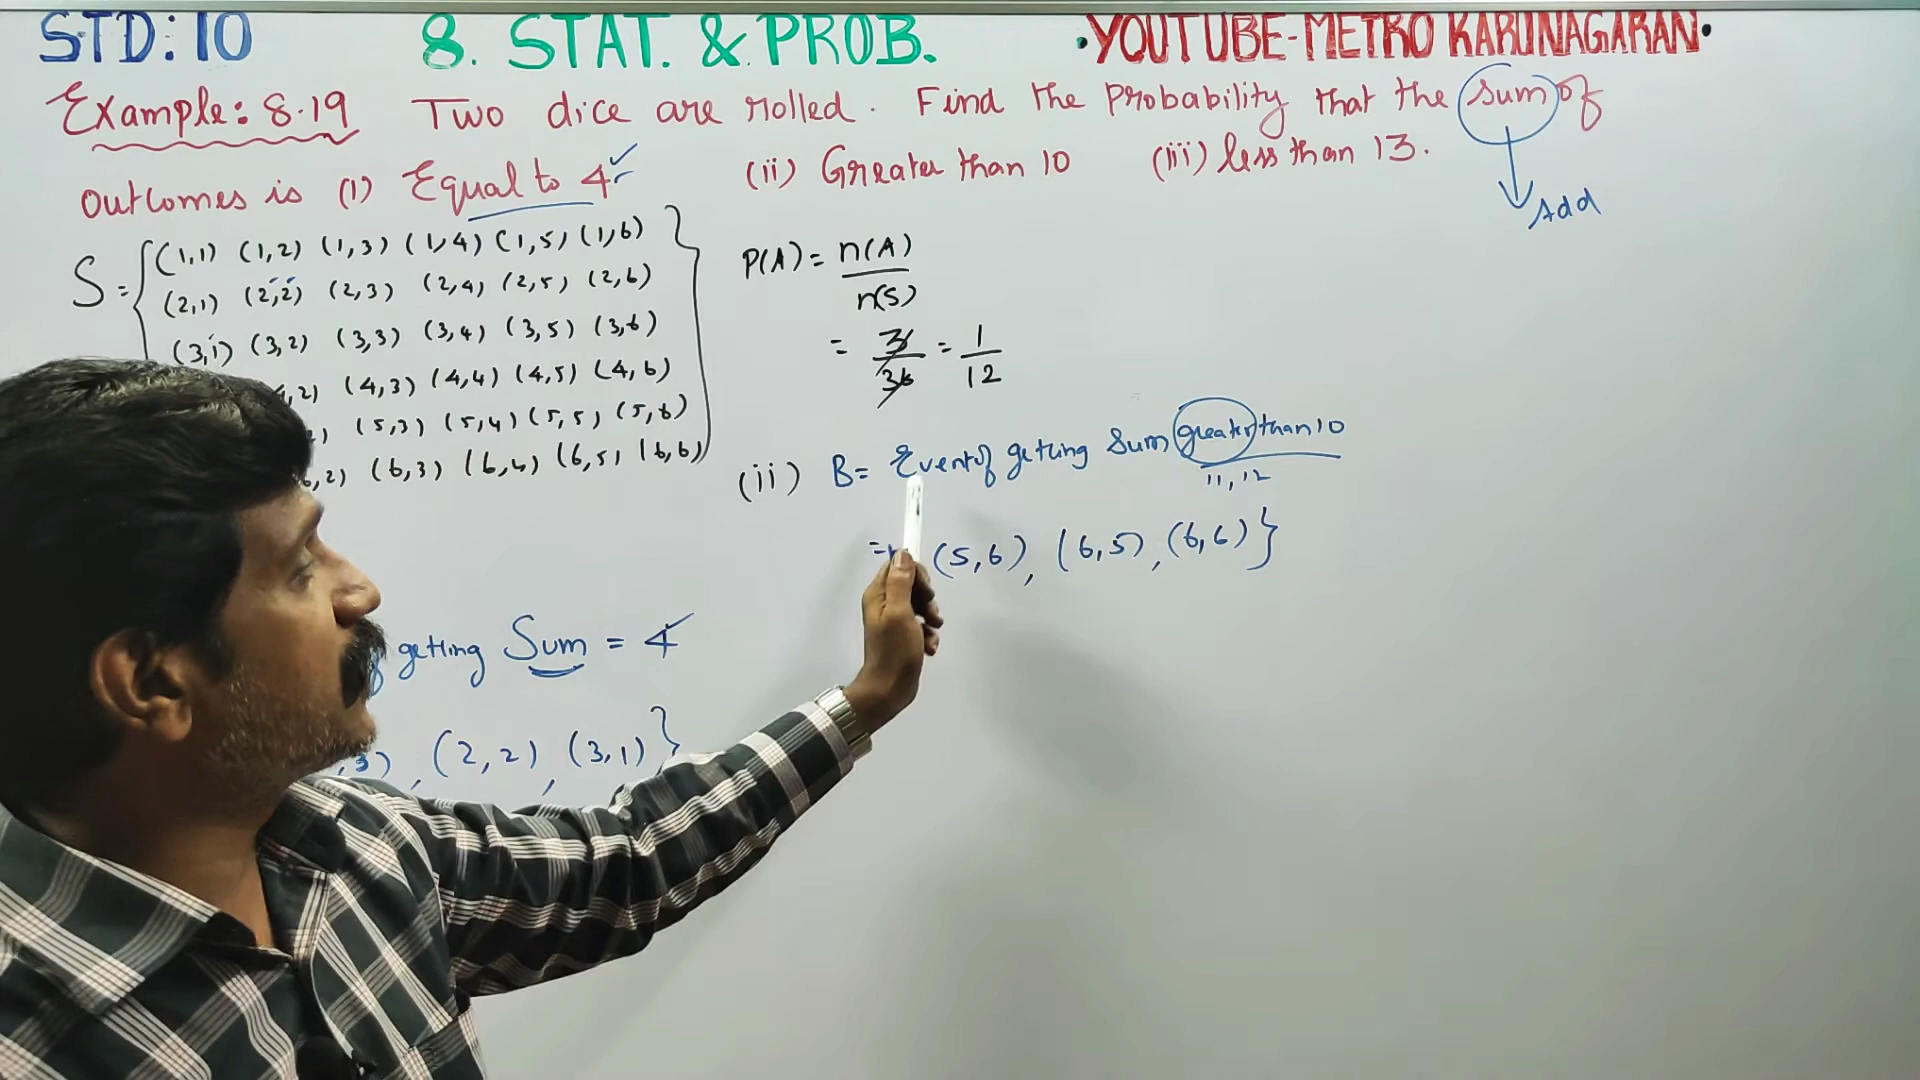 STD: 10 8. STAT. & PROB. •YOUTUBE-METRO KARUNAGARAN•
Example: 8.19 Two dice are rolled. Find the Probability that the sum of
outcomes is (i) Equal to 4 (ii) Greater than 10 (iii) less than 13.
Add
S = { (1,1) (1,2) (1,3) (1,4) (1,5) (1,6) }
(2,1) (2,2) (2,3) (2,4) (2,5) (2,6)
(3,1) (3,2) (3,3) (3,4) (3,5) (3,6)
,2) (4,3) (4,4) (4,5) (4,6)
) (5,3) (5,4) (5,5) (5,6)
,2) (6,3) (6,4) (6,5) (6,6)
getting Sum = 4
3) , (2,2) , (3,1) }
P(A) = n(A)
n(S)
= 3 = 1
36 12
(ii) B = Event of getting Sum greater than 10
11, 12
= (5,6), (6,5), (6,6) }